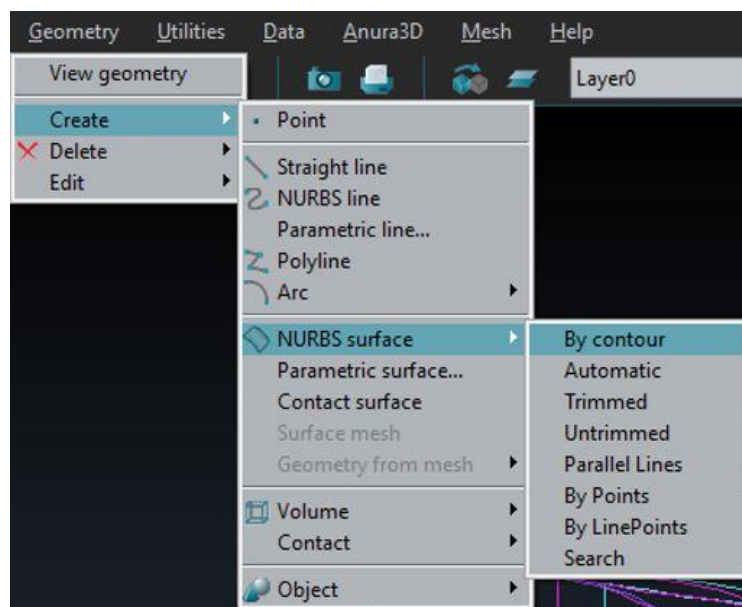 Geometry Utilities Data Anura3D Mesh Help
View geometry
Layer0
Create
Delete
Edit
Point
Straight line
NURBS line
Parametric line...
Polyline
Arc
NURBS surface
Parametric surface...
Contact surface
Surface mesh
Geometry from mesh
Volume
Contact
Object
By contour
Automatic
Trimmed
Untrimmed
Parallel Lines
By Points
By LinePoints
Search